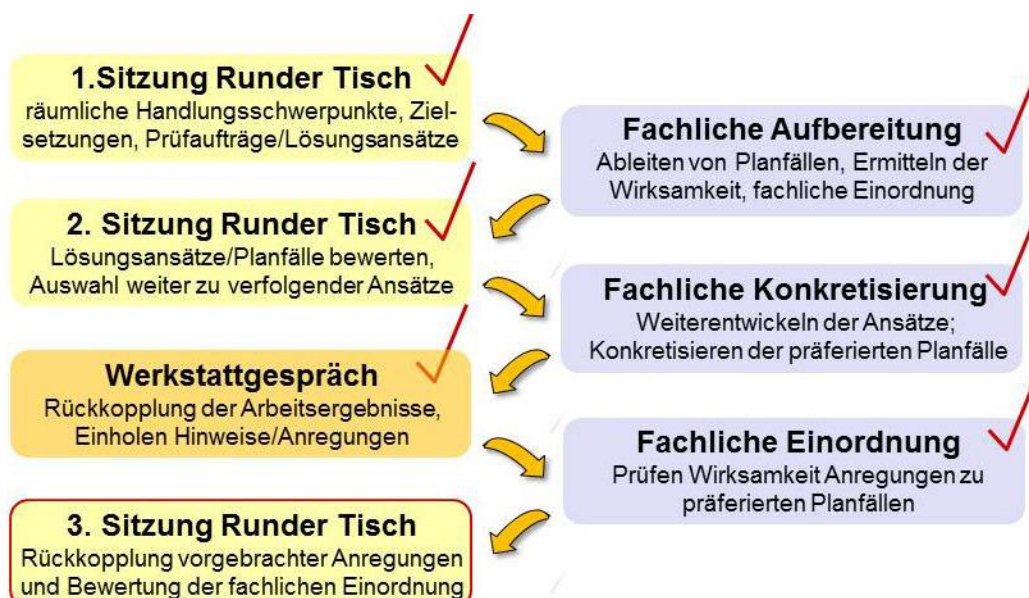 1.Sitzung Runder Tisch
räumliche Handlungsschwerpunkte, Ziel-
setzungen, Prüfaufträge/Lösungsansätze
Fachliche Aufbereitung
Ableiten von Planfällen, Ermitteln der
Wirksamkeit, fachliche Einordnung
2. Sitzung Runder Tisch
Lösungsansätze/Planfälle bewerten,
Auswahl weiter zu verfolgender Ansätze
Fachliche Konkretisierung
Weiterentwickeln der Ansätze;
Konkretisieren der präferierten Planfälle
Werkstattgespräch
Rückkopplung der Arbeitsergebnisse,
Einholen Hinweise/Anregungen
Fachliche Einordnung
Prüfen Wirksamkeit Anregungen zu
präferierten Planfällen
3. Sitzung Runder Tisch
Rückkopplung vorgebrachter Anregungen
und Bewertung der fachlichen Einordnung